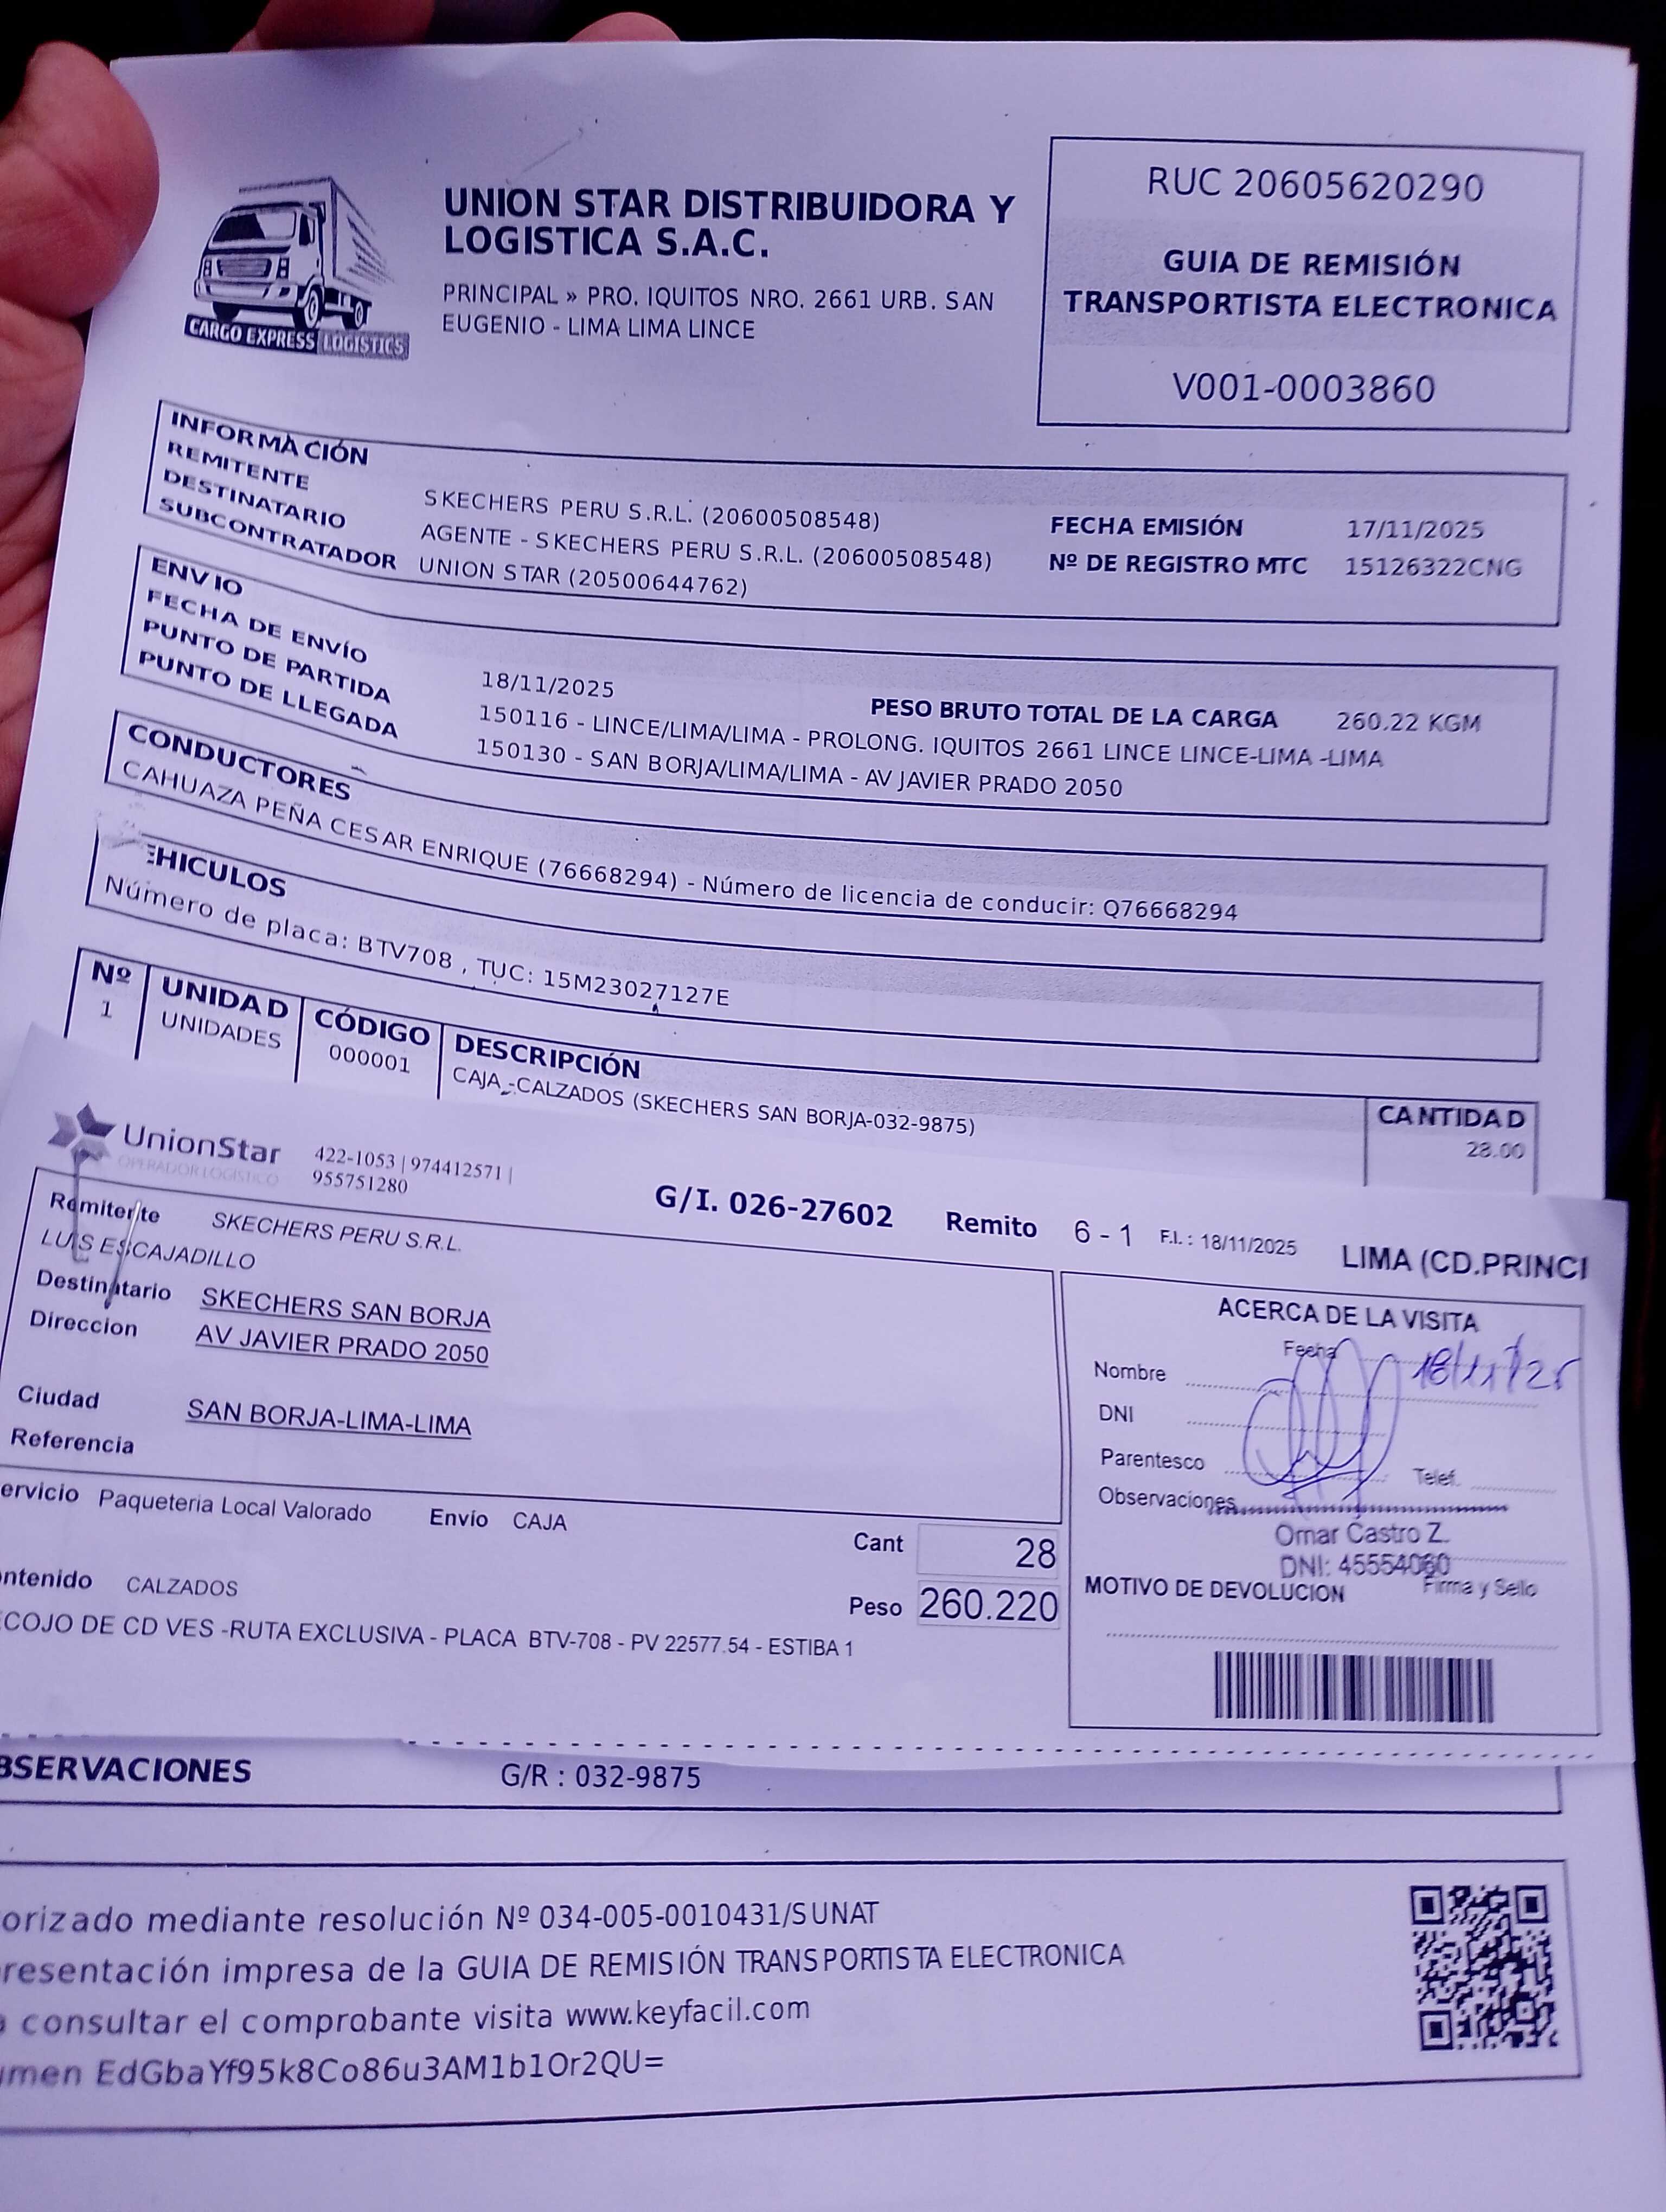 CARGO EXPRESS LOGISTICS
UNION STAR DISTRIBUIDORA Y
LOGISTICA S.A.C.
PRINCIPAL » PRO. IQUITOS NRO. 2661 URB. SAN
EUGENIO - LIMA LIMA LINCE
RUC 20605620290
GUIA DE REMISIÓN
TRANSPORTISTA ELECTRONICA
V001-0003860
INFORMACIÓN
REMITENTE SKECHERS PERU S.R.L. (20600508548) FECHA EMISIÓN 17/11/2025
DESTINATARIO AGENTE - SKECHERS PERU S.R.L. (20600508548) Nº DE REGISTRO MTC 15126322CNG
SUBCONTRATADOR UNION STAR (20500644762)
ENVIO
FECHA DE ENVÍO 18/11/2025 PESO BRUTO TOTAL DE LA CARGA 260.22 KGM
PUNTO DE PARTIDA 150116 - LINCE/LIMA/LIMA - PROLONG. IQUITOS 2661 LINCE LINCE-LIMA -LIMA
PUNTO DE LLEGADA 150130 - SAN BORJA/LIMA/LIMA - AV JAVIER PRADO 2050
CONDUCTORES
CAHUAZA PEÑA CESAR ENRIQUE (76668294) - Número de licencia de conducir: Q76668294
EHICULOS
Número de placa: BTV708 , TUC: 15M23027127E
Nº UNIDAD CÓDIGO DESCRIPCIÓN CANTIDAD
1 UNIDADES 000001 CAJA -CALZADOS (SKECHERS SAN BORJA-032-9875) 28.00
UnionStar
OPERADOR LOGISTICO
422-1053 | 974412571 |
955751280
G/I. 026-27602 Remito 6 - 1 F.I. : 18/11/2025 LIMA (CD.PRINCI
Remitente SKECHERS PERU S.R.L.
LUIS ESCAJADILLO
Destinatario SKECHERS SAN BORJA
Direccion AV JAVIER PRADO 2050
Ciudad SAN BORJA-LIMA-LIMA
Referencia
ervicio Paqueteria Local Valorado Envio CAJA
Cant 28
ntenido CALZADOS
Peso 260.220
COJO DE CD VES -RUTA EXCLUSIVA - PLACA BTV-708 - PV 22577.54 - ESTIBA 1
ACERCA DE LA VISITA
Fecha 18/11/25
Nombre
DNI
Parentesco Telef.
Observaciones
Omar Castro Z.
DNI: 45554060
Firma y Sello
MOTIVO DE DEVOLUCION
BSERVACIONES G/R : 032-9875
orizado mediante resolución Nº 034-005-0010431/SUNAT
resentación impresa de la GUIA DE REMISIÓN TRANSPORTISTA ELECTRONICA
consultar el comprobante visita www.keyfacil.com
umen EdGbaYf95k8Co86u3AM1b1Or2QU=